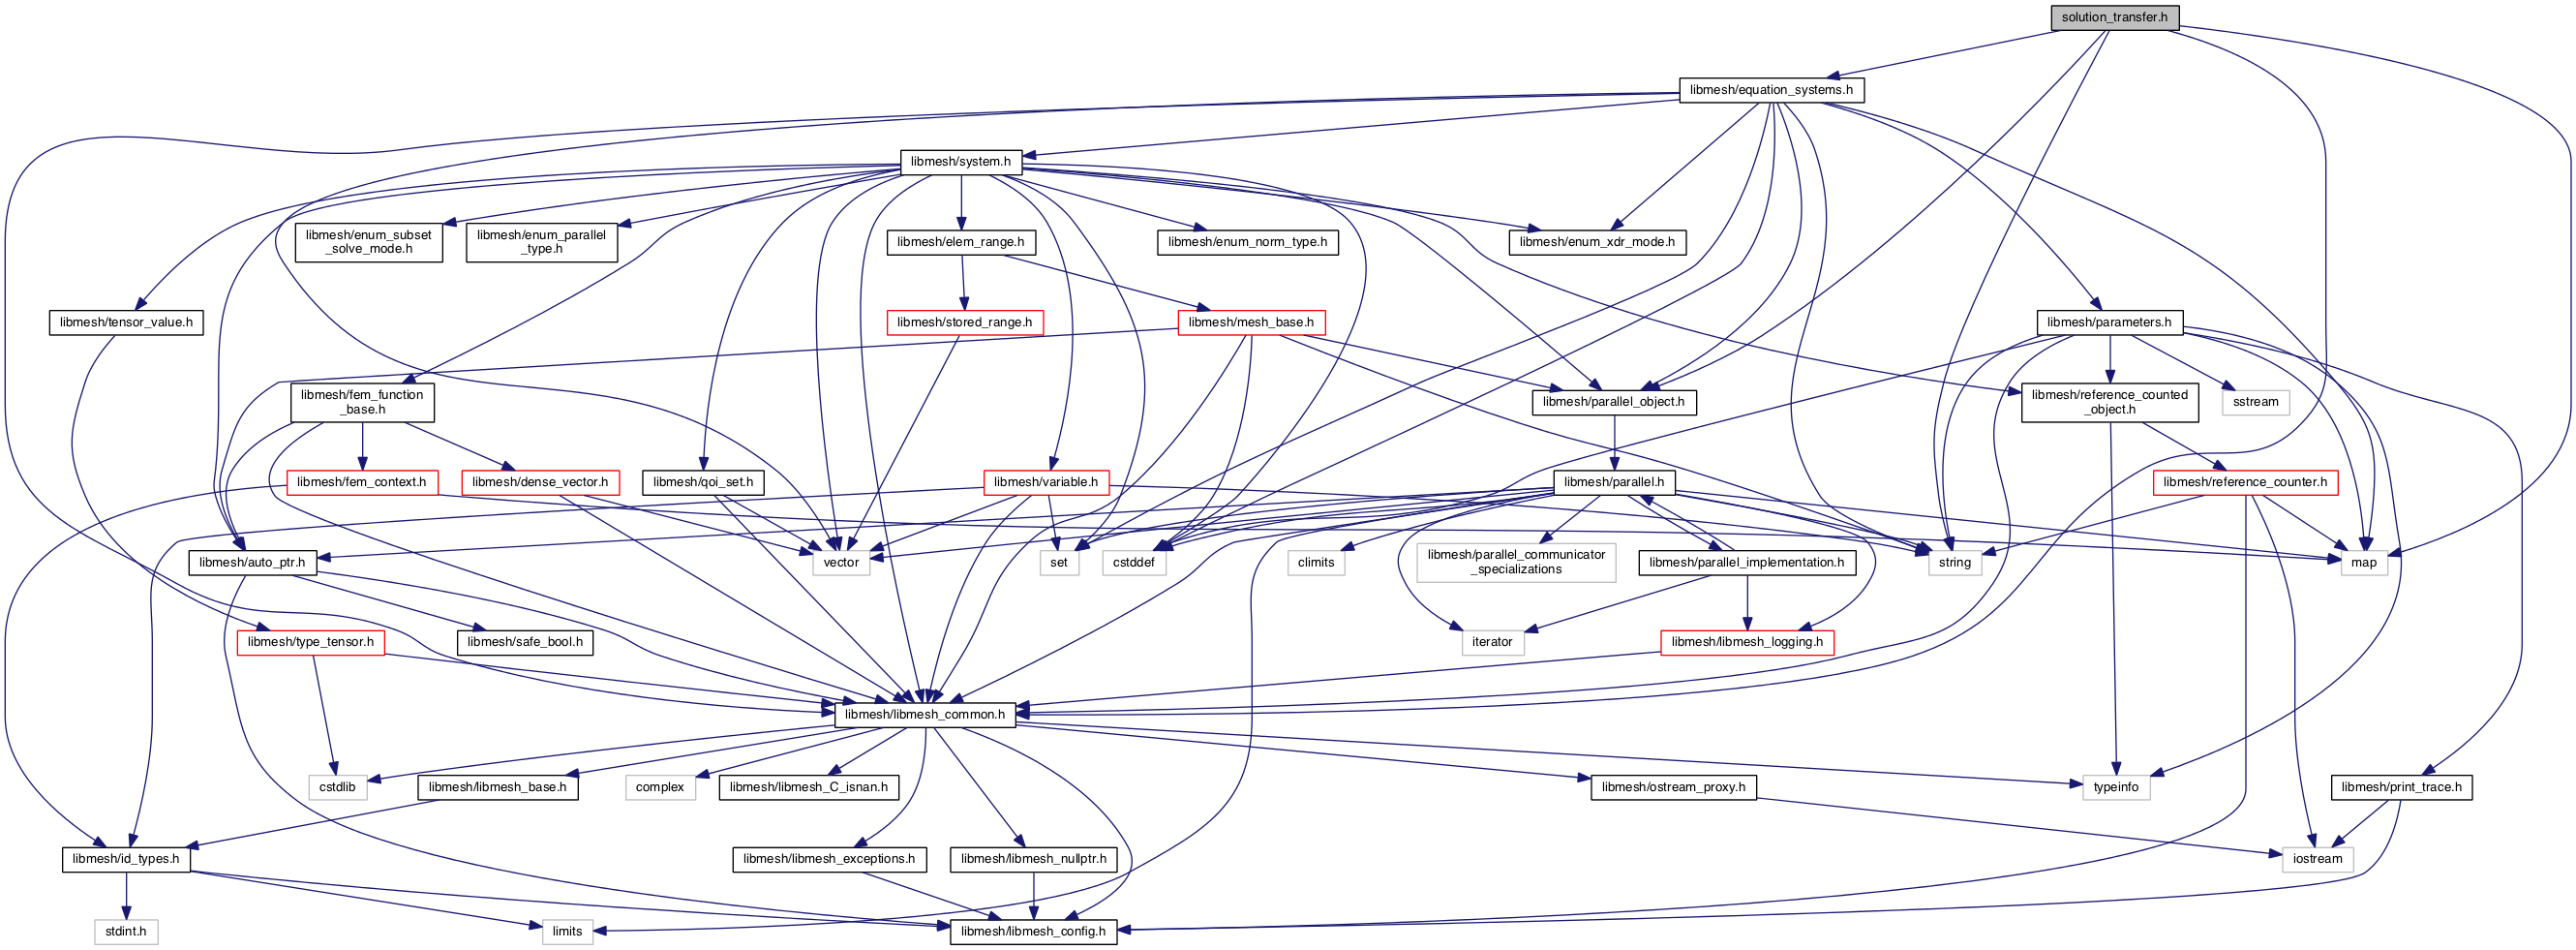 solution_transfer.h
libmesh/equation_systems.h
libmesh/system.h
libmesh/enum_subset
_solve_mode.h
libmesh/enum_parallel
_type.h
libmesh/elem_range.h
libmesh/enum_norm_type.h
libmesh/enum_xdr_mode.h
libmesh/tensor_value.h
libmesh/stored_range.h
libmesh/mesh_base.h
libmesh/parameters.h
libmesh/fem_function
_base.h
libmesh/parallel_object.h
libmesh/reference_counted
_object.h
sstream
libmesh/fem_context.h
libmesh/dense_vector.h
libmesh/qoi_set.h
libmesh/variable.h
libmesh/parallel.h
libmesh/reference_counter.h
libmesh/auto_ptr.h
vector
set
cstddef
climits
libmesh/parallel_communicator
_specializations
libmesh/parallel_implementation.h
string
map
libmesh/type_tensor.h
libmesh/safe_bool.h
iterator
libmesh/libmesh_logging.h
libmesh/libmesh_common.h
cstdlib
libmesh/libmesh_base.h
complex
libmesh/libmesh_C_isnan.h
libmesh/ostream_proxy.h
typeinfo
libmesh/print_trace.h
libmesh/id_types.h
libmesh/libmesh_exceptions.h
libmesh/libmesh_nullptr.h
iostream
stdint.h
limits
libmesh/libmesh_config.h